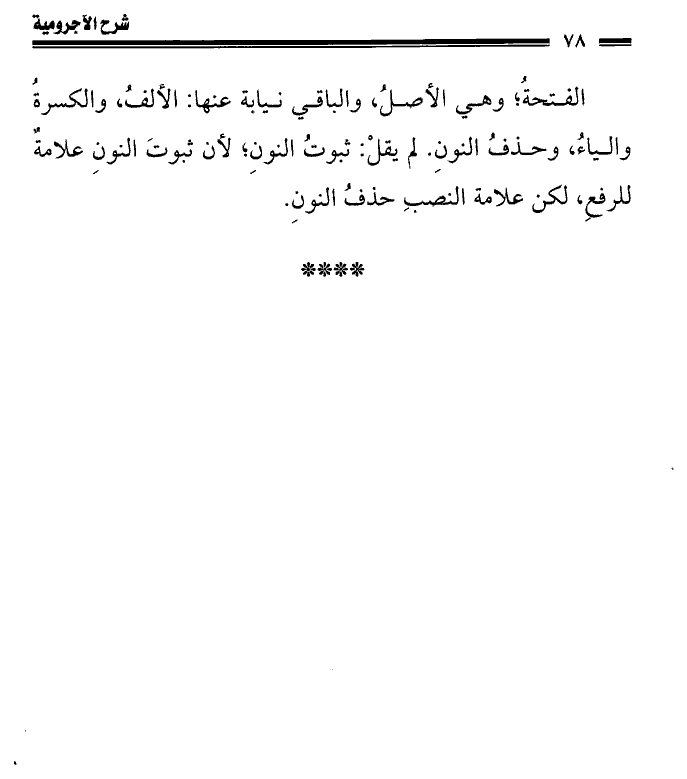 شرح الآجرومية
٧٨
الفتحةُ؛ وهي الأصلُ، والباقي نيابة عنها: الألفُ، والكسرةُ
والياءُ، وحذفُ النونِ. لم يقلْ: ثبوتُ النونِ؛ لأن ثبوتَ النونِ علامةٌ
للرفعِ، لكن علامة النصبِ حذفُ النونِ.
****